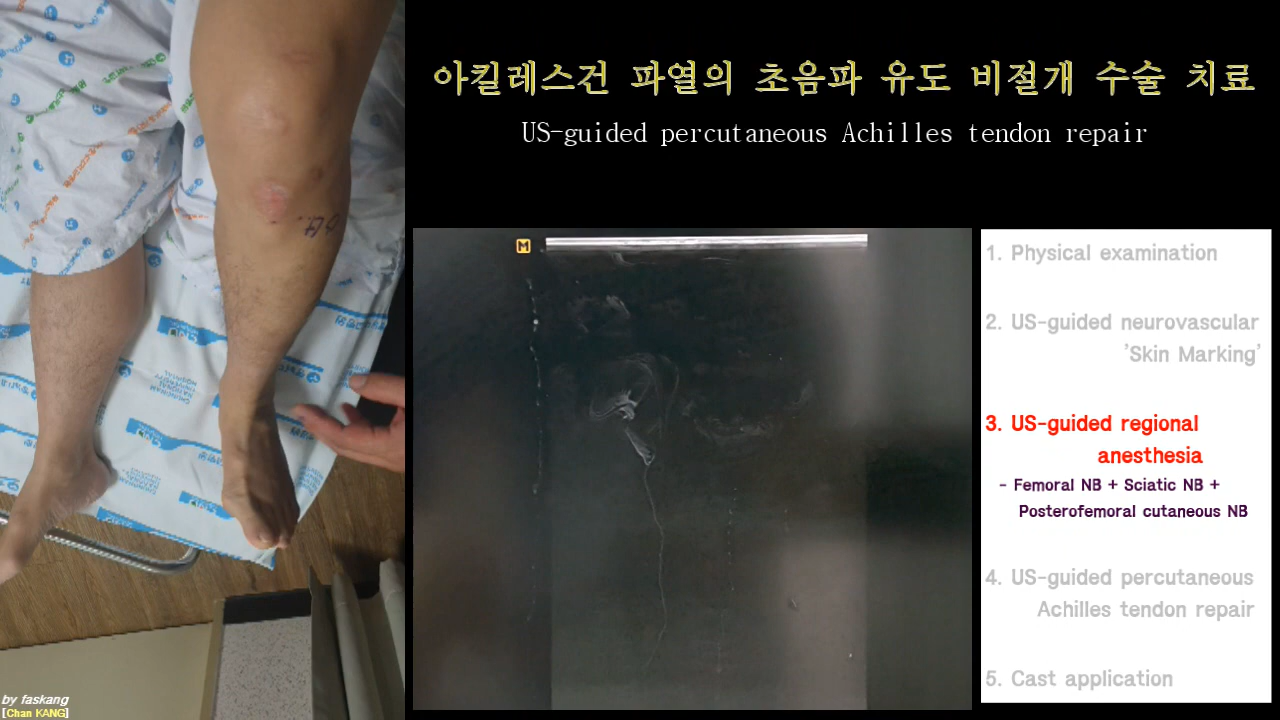 아킬레스건 파열의 초음파 유도 비절개 수술 치료
US-guided percutaneous Achilles tendon repair
M
1. Physical examination
2. US-guided neurovascular
'Skin Marking'
3. US-guided regional
anesthesia
- Femoral NB + Sciatic NB +
Posterofemoral cutaneous NB
4. US-guided percutaneous
Achilles tendon repair
5. Cast application
by faskang
[Chan KANG]